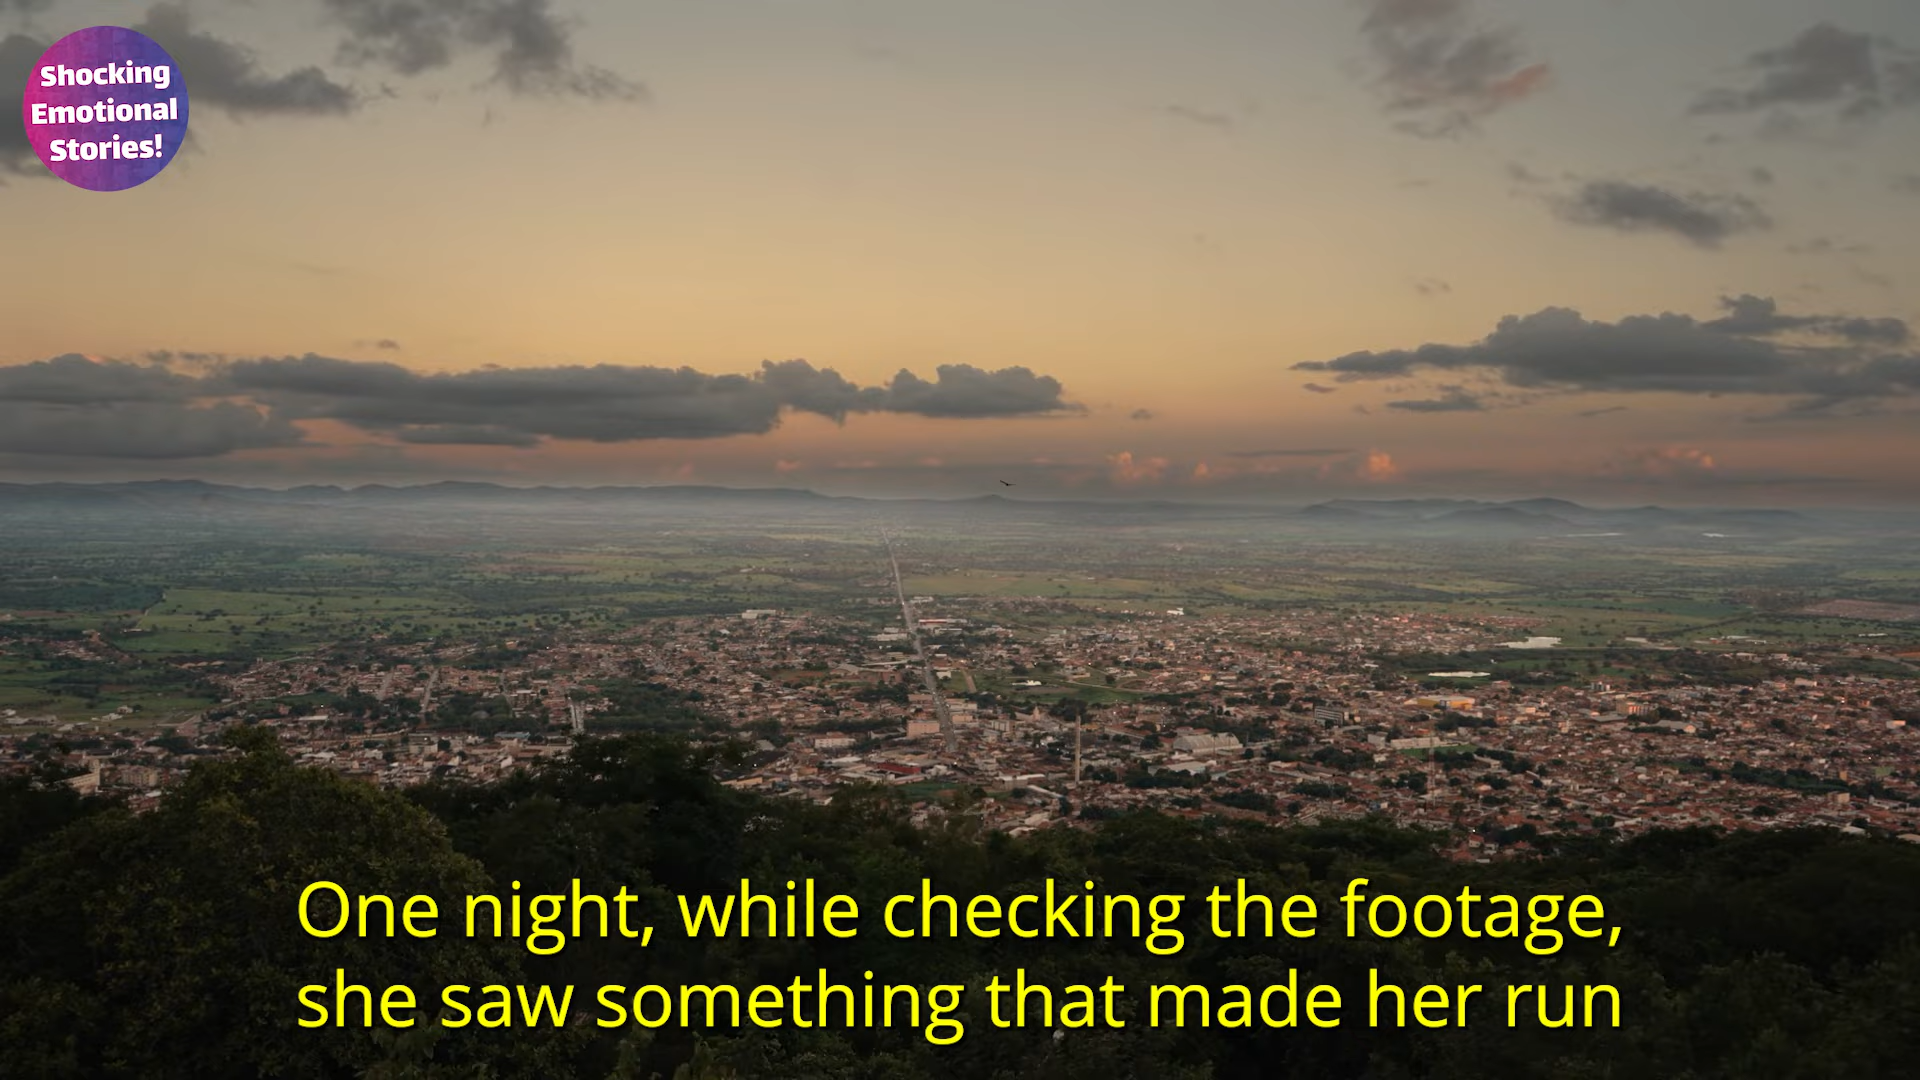 Shocking
Emotional
Stories!
One night, while checking the footage,
she saw something that made her run